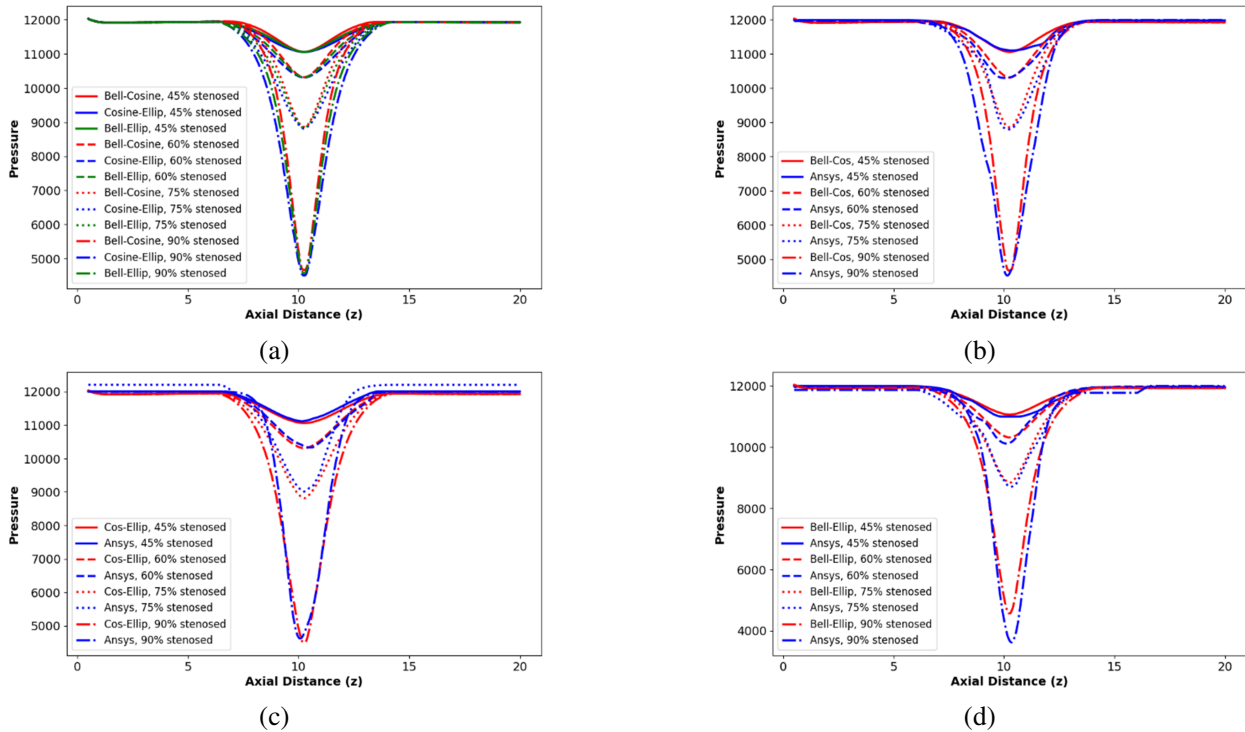 12000
11000
10000
9000
8000
7000
6000
5000
Pressure
Bell-Cosine, 45% stenosed
Cosine-Ellip, 45% stenosed
Bell-Ellip, 45% stenosed
Bell-Cosine, 60% stenosed
Cosine-Ellip, 60% stenosed
Bell-Ellip, 60% stenosed
Bell-Cosine, 75% stenosed
Cosine-Ellip, 75% stenosed
Bell-Ellip, 75% stenosed
Bell-Cosine, 90% stenosed
Cosine-Ellip, 90% stenosed
Bell-Ellip, 90% stenosed
0 5 10 15 20
Axial Distance (z)
(a)
12000
11000
10000
9000
8000
7000
6000
5000
Pressure
Bell-Cos, 45% stenosed
Ansys, 45% stenosed
Bell-Cos, 60% stenosed
Ansys, 60% stenosed
Bell-Cos, 75% stenosed
Ansys, 75% stenosed
Bell-Cos, 90% stenosed
Ansys, 90% stenosed
0 5 10 15 20
Axial Distance (z)
(b)
12000
11000
10000
9000
8000
7000
6000
5000
Pressure
Cos-Ellip, 45% stenosed
Ansys, 45% stenosed
Cos-Ellip, 60% stenosed
Ansys, 60% stenosed
Cos-Ellip, 75% stenosed
Ansys, 75% stenosed
Cos-Ellip, 90% stenosed
Ansys, 90% stenosed
0 5 10 15 20
Axial Distance (z)
(c)
12000
10000
8000
6000
4000
Pressure
Bell-Ellip, 45% stenosed
Ansys, 45% stenosed
Bell-Ellip, 60% stenosed
Ansys, 60% stenosed
Bell-Ellip, 75% stenosed
Ansys, 75% stenosed
Bell-Ellip, 90% stenosed
Ansys, 90% stenosed
0 5 10 15 20
Axial Distance (z)
(d)